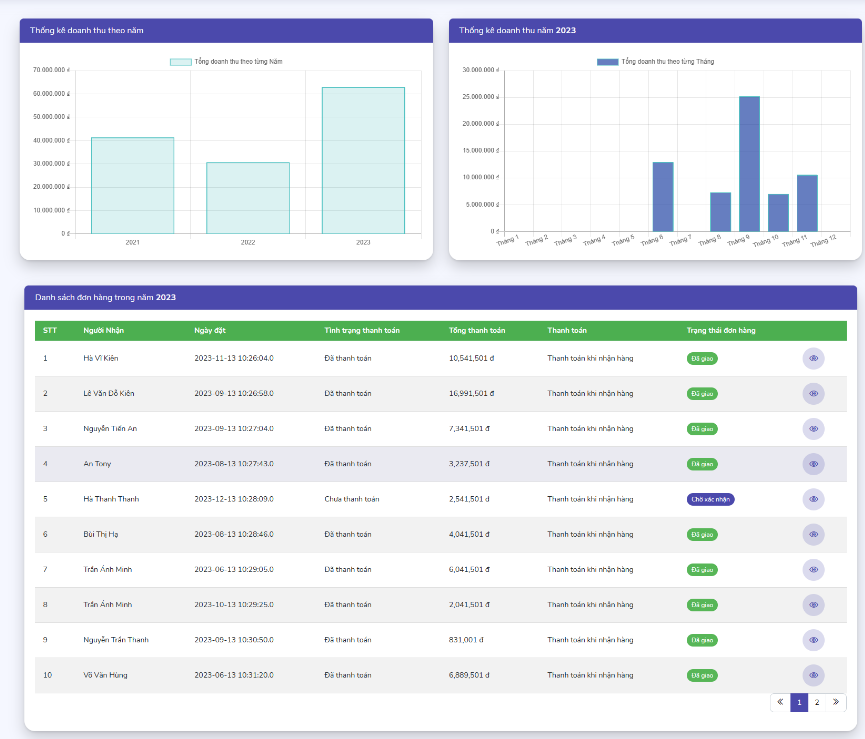 Thống kê doanh thu theo năm
Tổng doanh thu theo từng Năm
70.000.000 ₫
60.000.000 ₫
50.000.000 ₫
40.000.000 ₫
30.000.000 ₫
20.000.000 ₫
10.000.000 ₫
0 ₫
2021 2022 2023
Thống kê doanh thu năm 2023
Tổng doanh thu theo từng Tháng
30.000.000 ₫
25.000.000 ₫
20.000.000 ₫
15.000.000 ₫
10.000.000 ₫
5.000.000 ₫
0 ₫
Tháng 1 Tháng 2 Tháng 3 Tháng 4 Tháng 5 Tháng 6 Tháng 7 Tháng 8 Tháng 9 Tháng 10 Tháng 11 Tháng 12
Danh sách đơn hàng trong năm 2023
STT Người Nhận Ngày đặt Tình trạng thanh toán Tổng thanh toán Thanh toán Trạng thái đơn hàng
1 Hà Vĩ Kiên 2023-11-13 10:26:04.0 Đã thanh toán 10,541,501 đ Thanh toán khi nhận hàng Đã giao
2 Lê Văn Đỗ Kiên 2023-09-13 10:26:58.0 Đã thanh toán 16,991,501 đ Thanh toán khi nhận hàng Đã giao
3 Nguyễn Tiến An 2023-09-13 10:27:04.0 Đã thanh toán 7,341,501 đ Thanh toán khi nhận hàng Đã giao
4 An Tony 2023-08-13 10:27:43.0 Đã thanh toán 3,237,501 đ Thanh toán khi nhận hàng Đã giao
5 Hà Thanh Thanh 2023-12-13 10:28:09.0 Chưa thanh toán 2,541,501 đ Thanh toán khi nhận hàng Chờ xác nhận
6 Bùi Thị Hạ 2023-08-13 10:28:46.0 Đã thanh toán 4,041,501 đ Thanh toán khi nhận hàng Đã giao
7 Trần Ánh Minh 2023-06-13 10:29:05.0 Đã thanh toán 6,041,501 đ Thanh toán khi nhận hàng Đã giao
8 Trần Ánh Minh 2023-10-13 10:29:25.0 Đã thanh toán 2,041,501 đ Thanh toán khi nhận hàng Đã giao
9 Nguyễn Trần Thanh 2023-09-13 10:30:50.0 Đã thanh toán 831,001 đ Thanh toán khi nhận hàng Đã giao
10 Võ Văn Hùng 2023-06-13 10:31:20.0 Đã thanh toán 6,889,501 đ Thanh toán khi nhận hàng Đã giao
« 1 2 »